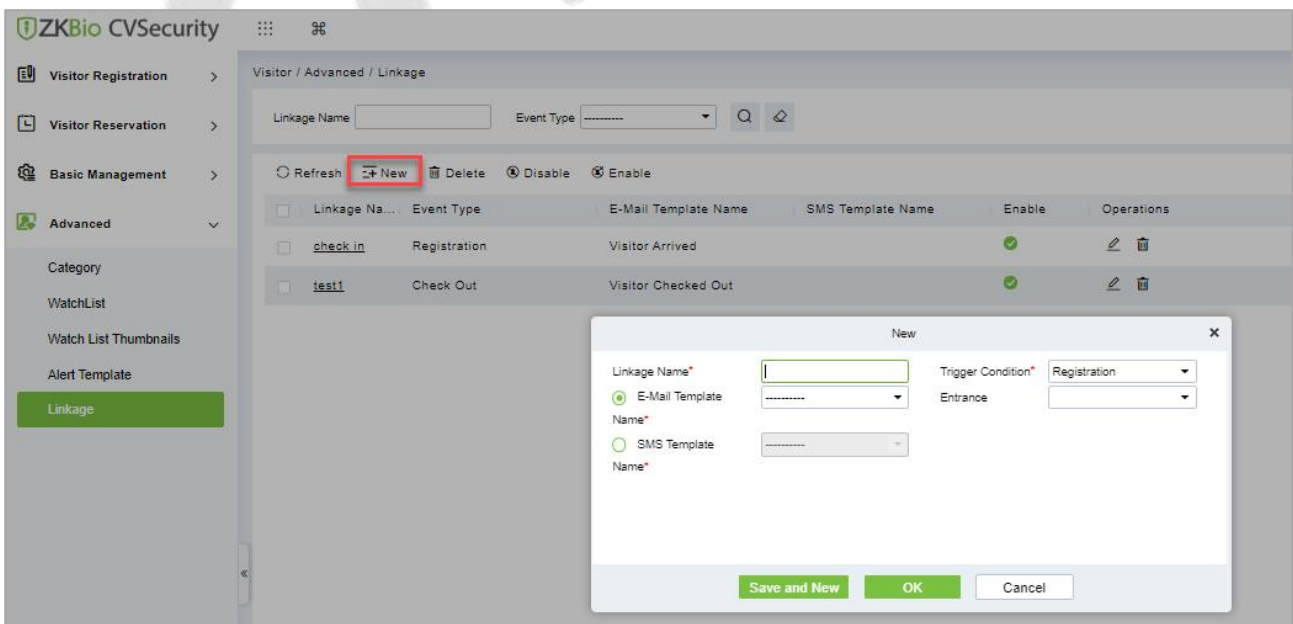 ZKBio CVSecurity
Visitor Registration
Visitor Reservation
Basic Management
Advanced
Category
WatchList
Watch List Thumbnails
Alert Template
Linkage
Visitor / Advanced / Linkage
Linkage Name Event Type ----------
Refresh New Delete Disable Enable
Linkage Na... Event Type E-Mail Template Name SMS Template Name Enable Operations
check in Registration Visitor Arrived
test1 Check Out Visitor Checked Out
New
Linkage Name* Trigger Condition* Registration
E-Mail Template ---------- Entrance
Name*
SMS Template ----------
Name*
Save and New OK Cancel